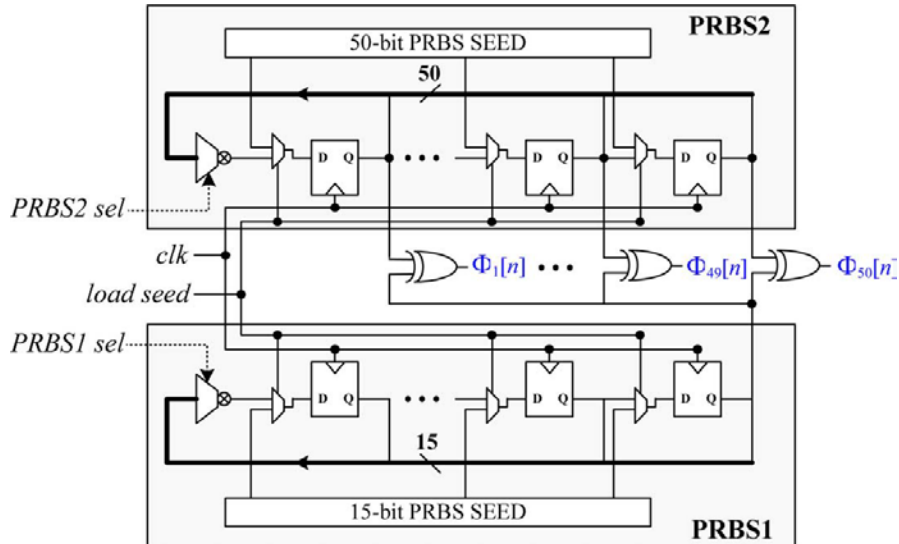 PRBS2
50-bit PRBS SEED
50
D Q
D Q
D Q
PRBS2 sel
clk
Φ1[n]
Φ49[n]
Φ50[n]
load seed
PRBS1 sel
D Q
D Q
D Q
15
15-bit PRBS SEED
PRBS1